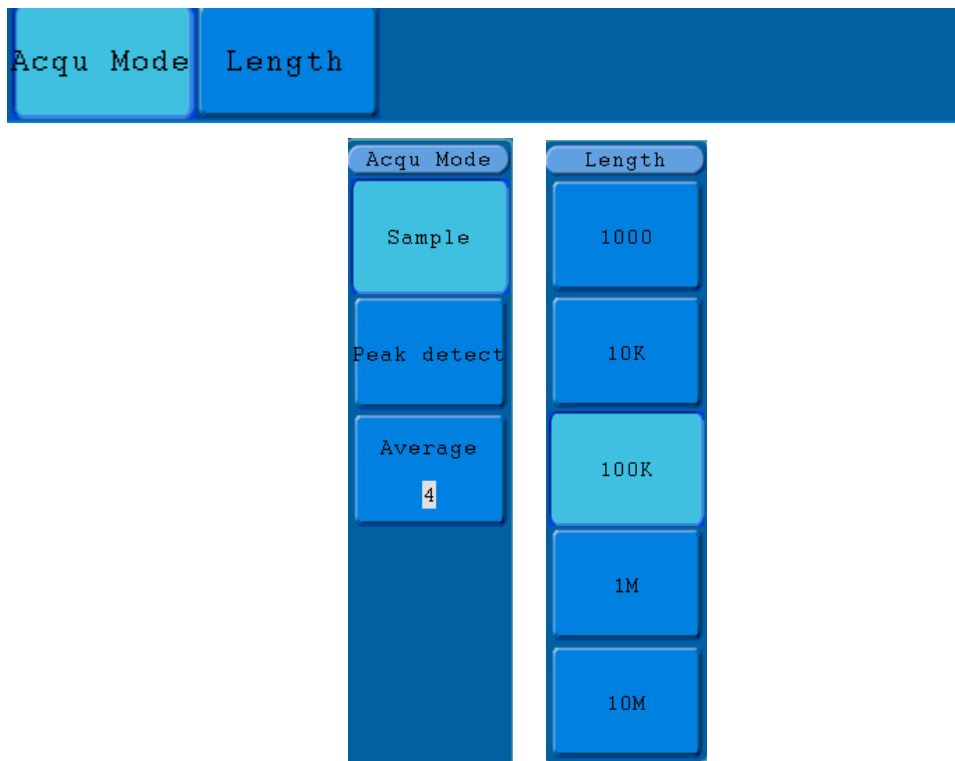 Acqu Mode Length
Acqu Mode
Sample
Peak detect
Average
4
Length
1000
10K
100K
1M
10M